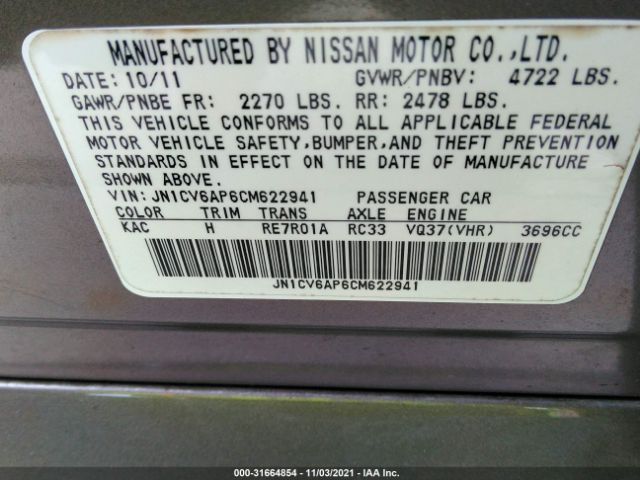 MANUFACTURED BY NISSAN MOTOR CO.,LTD.
DATE: 10/11 GVWR/PNBV: 4722 LBS.
GAWR/PNBE FR: 2270 LBS. RR: 2478 LBS.
THIS VEHICLE CONFORMS TO ALL APPLICABLE FEDERAL
MOTOR VEHICLE SAFETY,BUMPER,AND THEFT PREVENTION
STANDARDS IN EFFECT ON THE DATE OF MANUFACTURE
SHOWN ABOVE.
VIN: JN1CV6AP6CM622941 PASSENGER CAR
COLOR TRIM TRANS AXLE ENGINE
KAC H RE7R01A RC33 VQ37(VHR) 3696CC
JN1CV6AP6CM622941
000-31664854 - 11/03/2021 - IAA Inc.